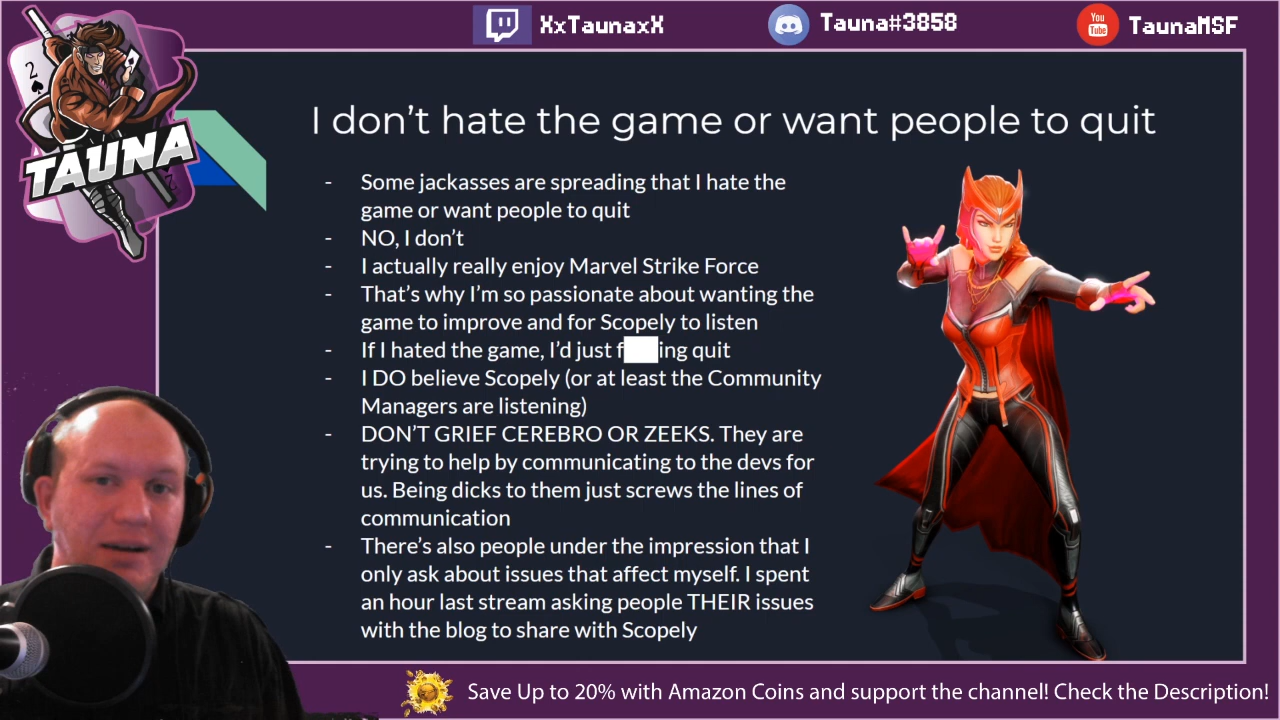 XxTaunaxX
Tauna#3858
You
Tube
TaunaMSF
2
TAUNA
I don't hate the game or want people to quit
- Some jackasses are spreading that I hate the
game or want people to quit
- NO, I don't
- I actually really enjoy Marvel Strike Force
- That's why I'm so passionate about wanting the
game to improve and for Scopely to listen
- If I hated the game, I'd just f ing quit
- I DO believe Scopely (or at least the Community
Managers are listening)
- DON'T GRIEF CEREBRO OR ZEEKS. They are
trying to help by communicating to the devs for
us. Being dicks to them just screws the lines of
communication
- There's also people under the impression that I
only ask about issues that affect myself. I spent
an hour last stream asking people THEIR issues
with the blog to share with Scopely
Save Up to 20% with Amazon Coins and support the channel! Check the Description!